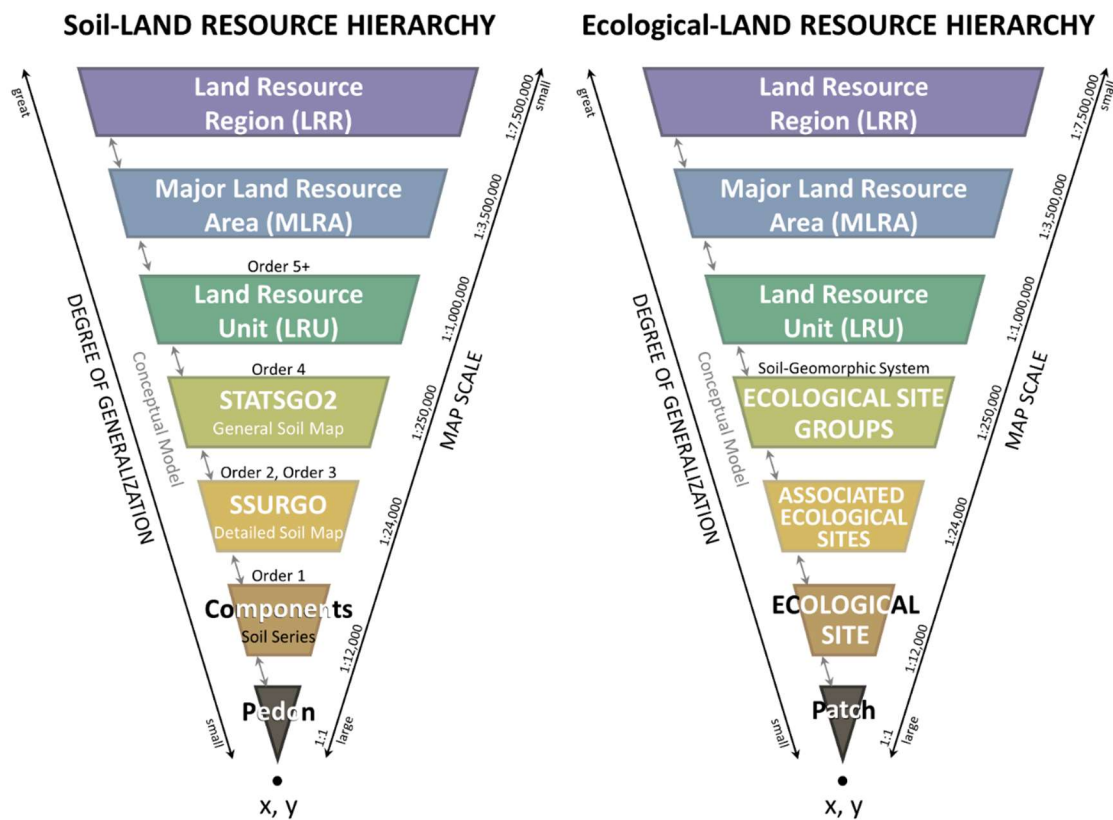 Soil-LAND RESOURCE HIERARCHY
great
small
Land Resource
Region (LRR)
1:7,500,000
Major Land Resource
Area (MLRA)
1:3,500,000
Order 5+
Land Resource
Unit (LRU)
1:1,000,000
DEGREE OF GENERALIZATION
Conceptual Model
MAP SCALE
Order 4
STATSGO2
General Soil Map
1:250,000
Order 2, Order 3
SSURGO
Detailed Soil Map
1:24,000
Order 1
Components
Soil Series
1:12,000
Pedon
small
1:1
large
x, y
Ecological-LAND RESOURCE HIERARCHY
great
small
Land Resource
Region (LRR)
1:7,500,000
Major Land Resource
Area (MLRA)
1:3,500,000
Land Resource
Unit (LRU)
1:1,000,000
DEGREE OF GENERALIZATION
Conceptual Model
MAP SCALE
Soil-Geomorphic System
ECOLOGICAL SITE
GROUPS
1:250,000
ASSOCIATED
ECOLOGICAL
SITES
1:24,000
ECOLOGICAL
SITE
1:12,000
Patch
small
1:1
large
x, y